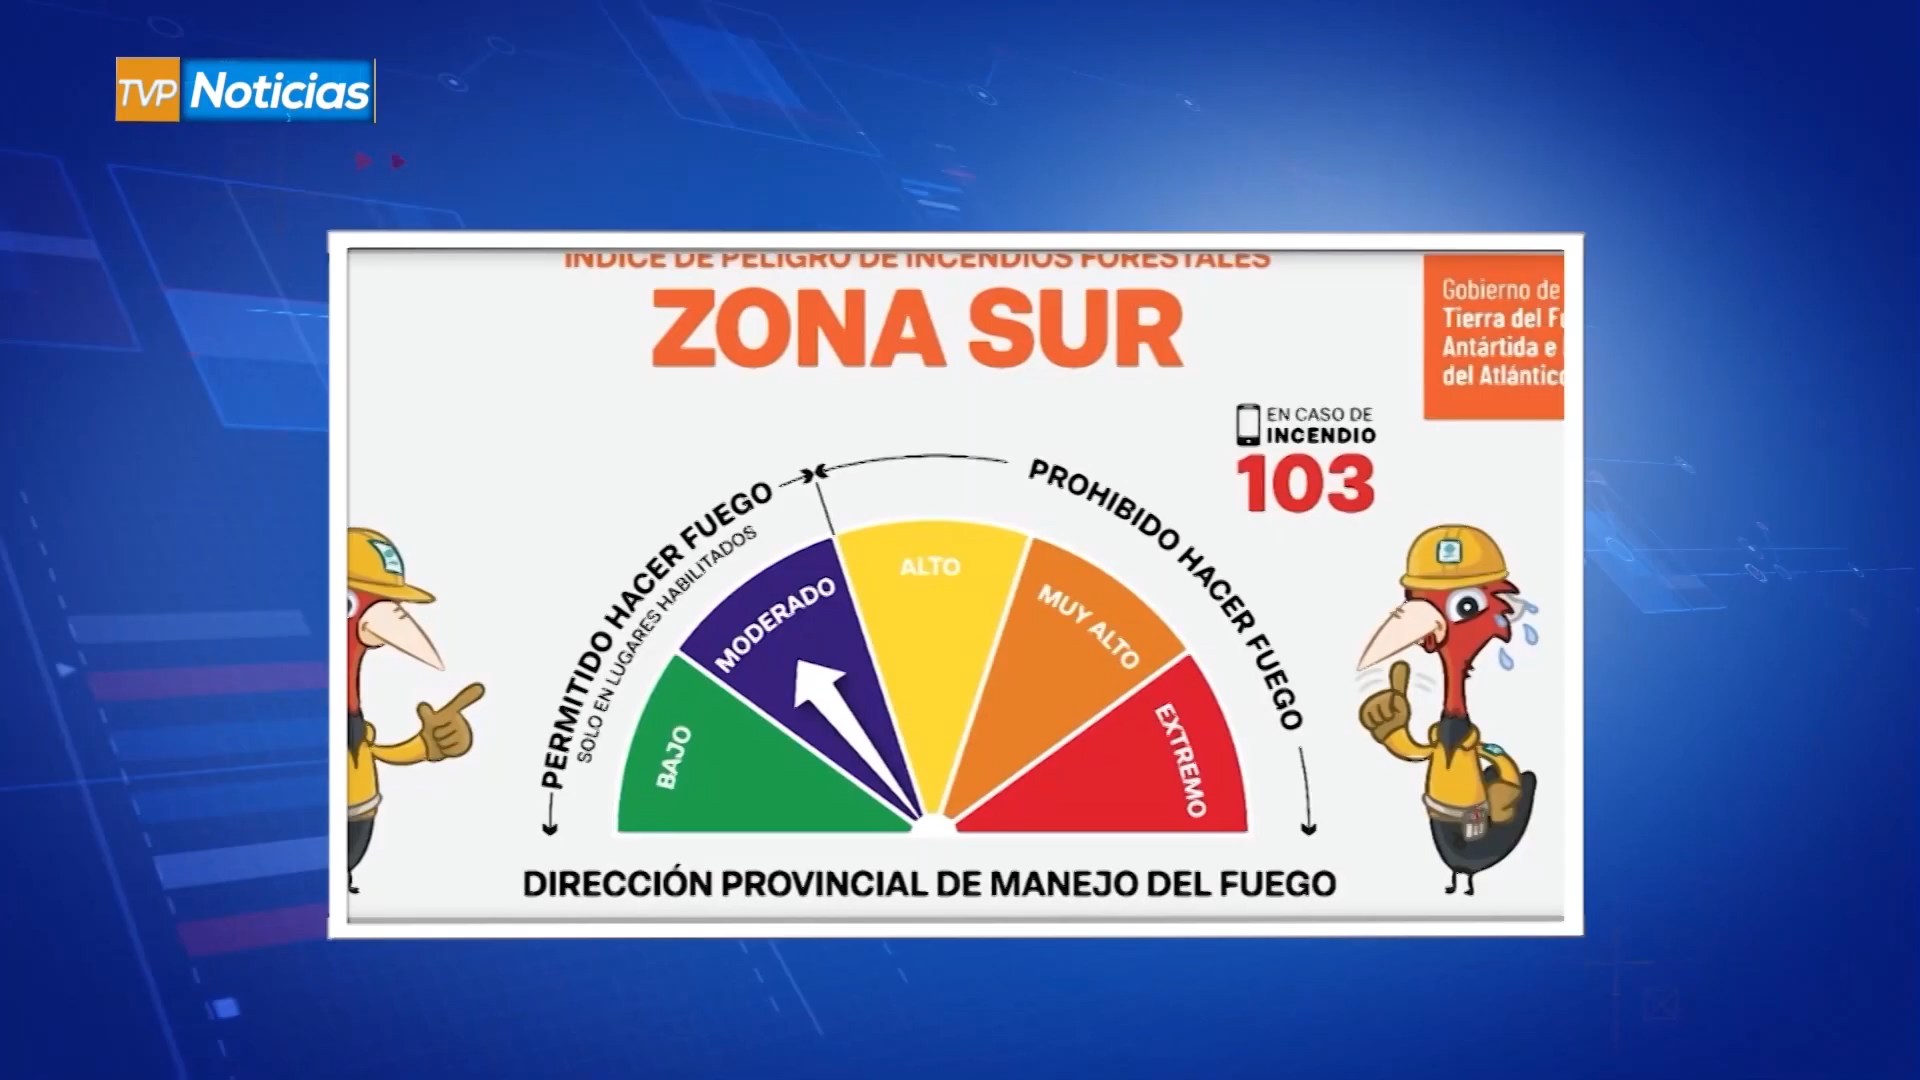 TVP Noticias
ÍNDICE DE PELIGRO DE INCENDIOS FORESTALES
ZONA SUR
Gobierno de
Tierra del
Antártida e
del
EN CASO DE
INCENDIO
103
PERMITIDO HACER FUEGO
SOLO EN LUGARES HABILITADOS
PROHIBIDO HACER FUEGO
BAJO
MODERADO
ALTO
MUY ALTO
EXTREMO
DIRECCIÓN PROVINCIAL DE MANEJO DEL FUEGO